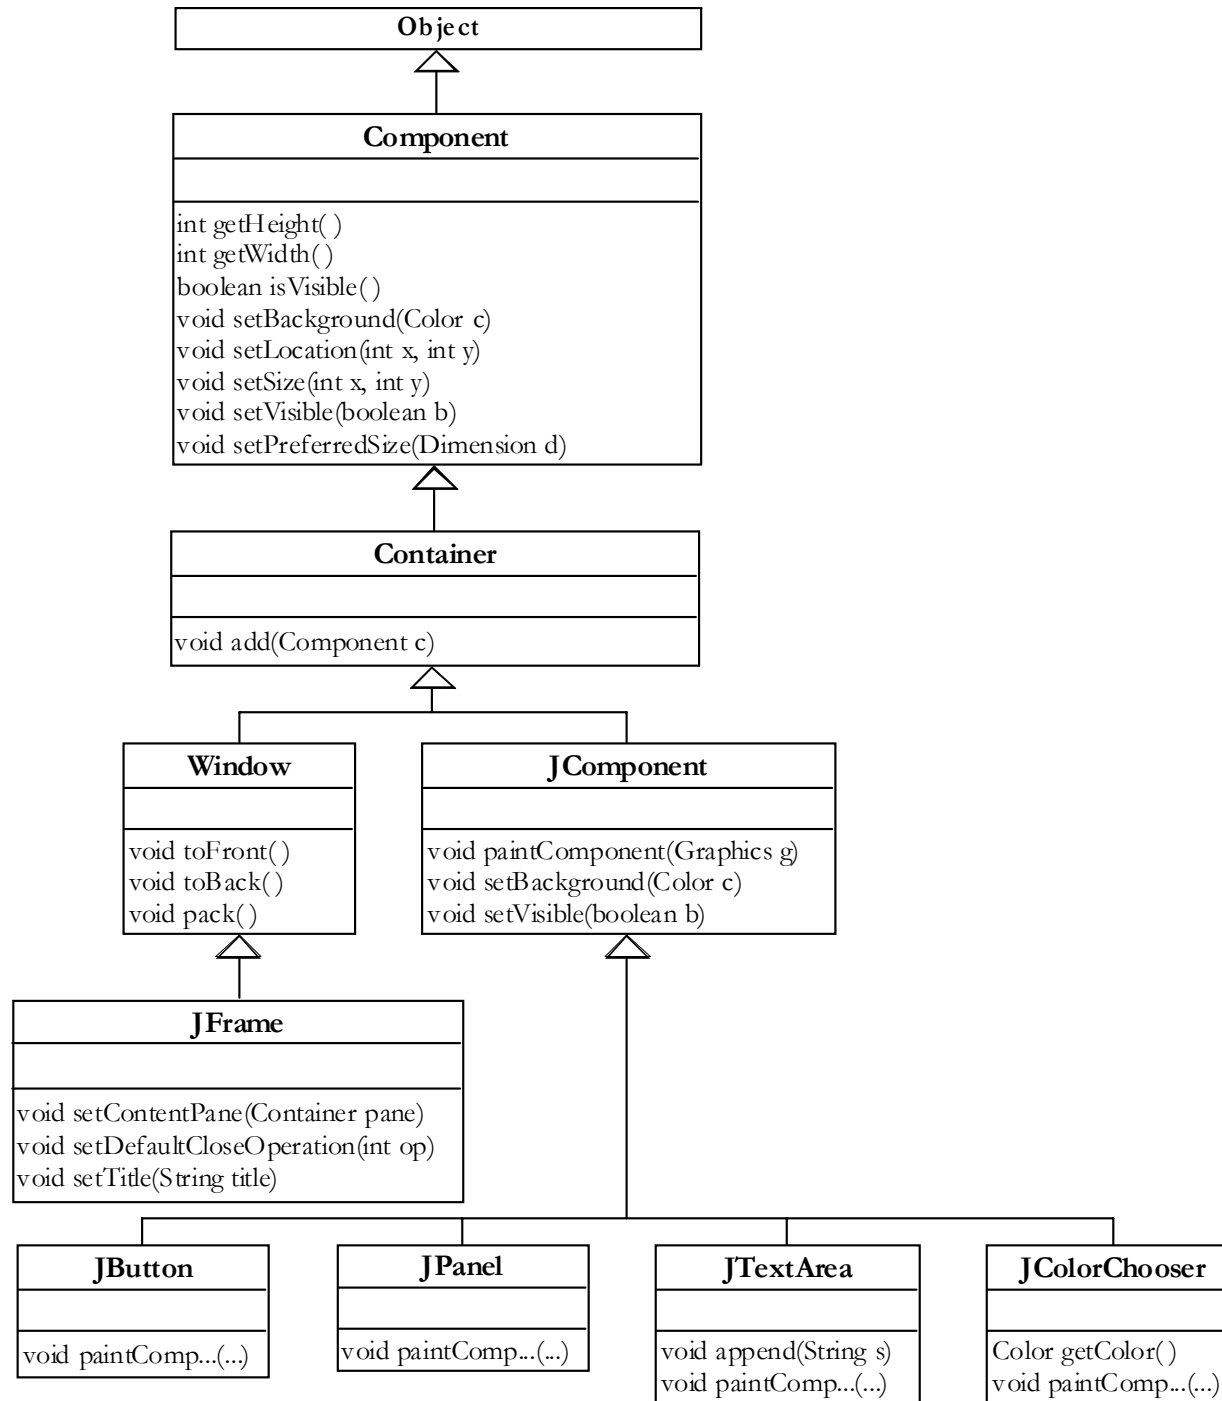 Object
Component
int getHeight()
int getWidth()
boolean isVisible()
void setBackground(Color c)
void setLocation(int x, int y)
void setSize(int x, int y)
void setVisible(boolean b)
void setPreferredSize(Dimension d)
Container
void add(Component c)
Window
void toFront()
void toBack()
void pack()
JComponent
void paintComponent(Graphics g)
void setBackground(Color c)
void setVisible(boolean b)
JFrame
void setContentPane(Container pane)
void setDefaultCloseOperation(int op)
void setTitle(String title)
JButton
void paintComp...(...)
JPanel
void paintComp...(...)
JTextArea
void append(String s)
void paintComp...(...)
JColorChooser
Color getColor()
void paintComp...(...)